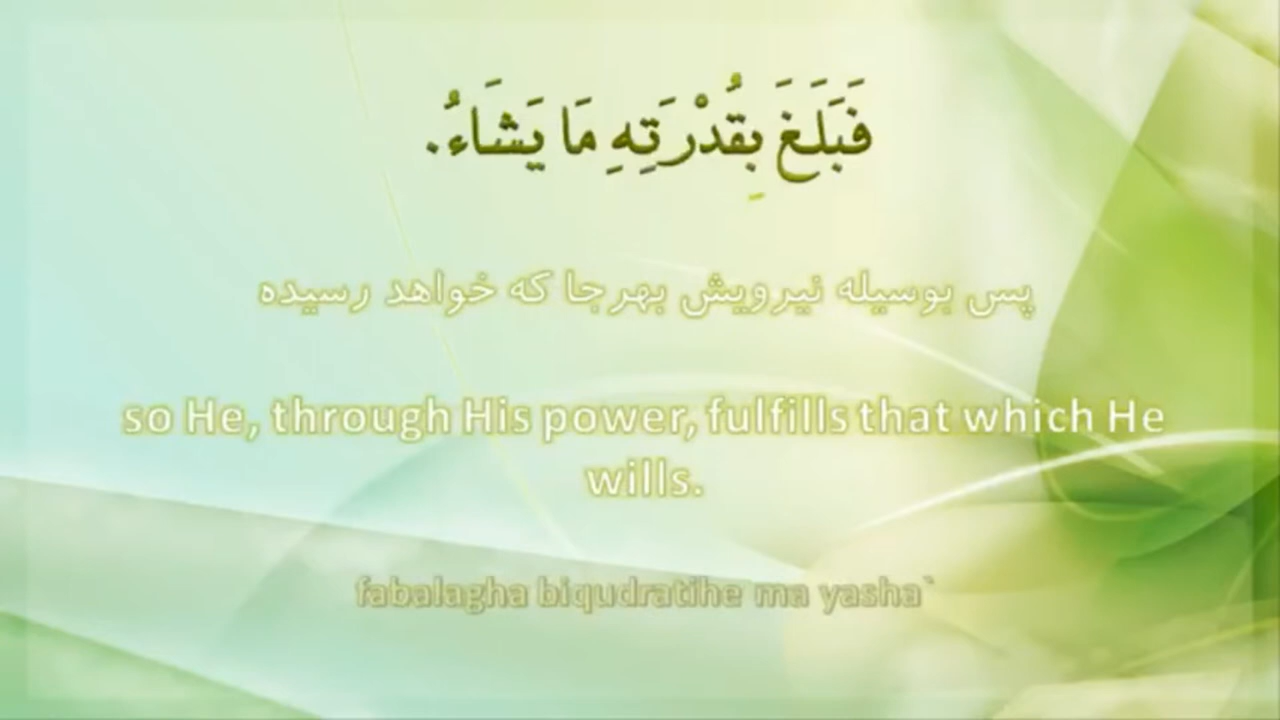 فَبَلَغَ بِقُدْرَتِهِ مَا يَشَاءُ.
پس بوسیله نیرویش بهرجا که خواهد رسیده
so He, through His power, fulfills that which He
wills.
fabalagha biqudratihe ma yasha`